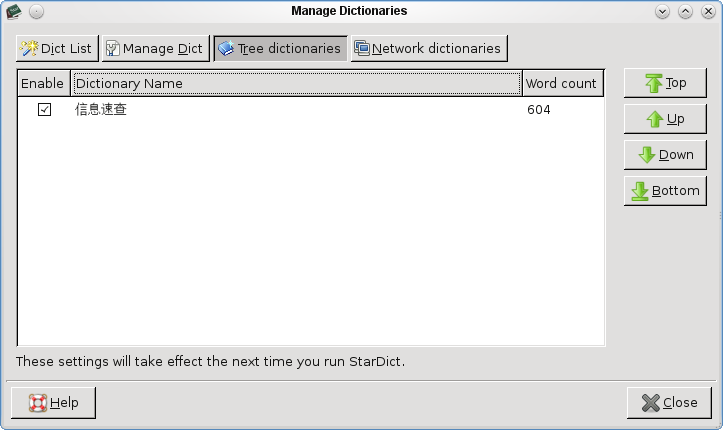 Manage Dictionaries
Dict List Manage Dict Tree dictionaries Network dictionaries
Enable Dictionary Name Word count
信息速查 604
Top
Up
Down
Bottom
These settings will take effect the next time you run StarDict.
Help Close